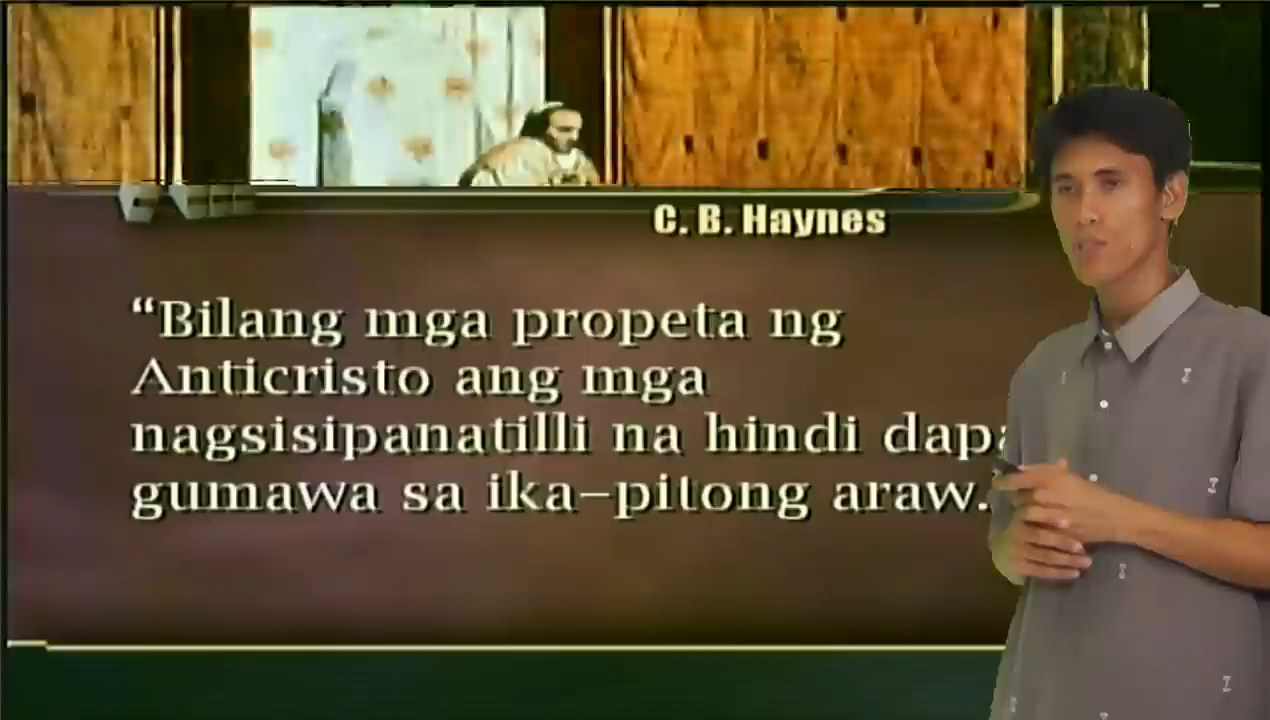 C. B. Haynes
“Bilang mga propeta ng
Anticristo ang mga
nagsisipanatilli na hindi
gumawa sa ika-pitong araw.